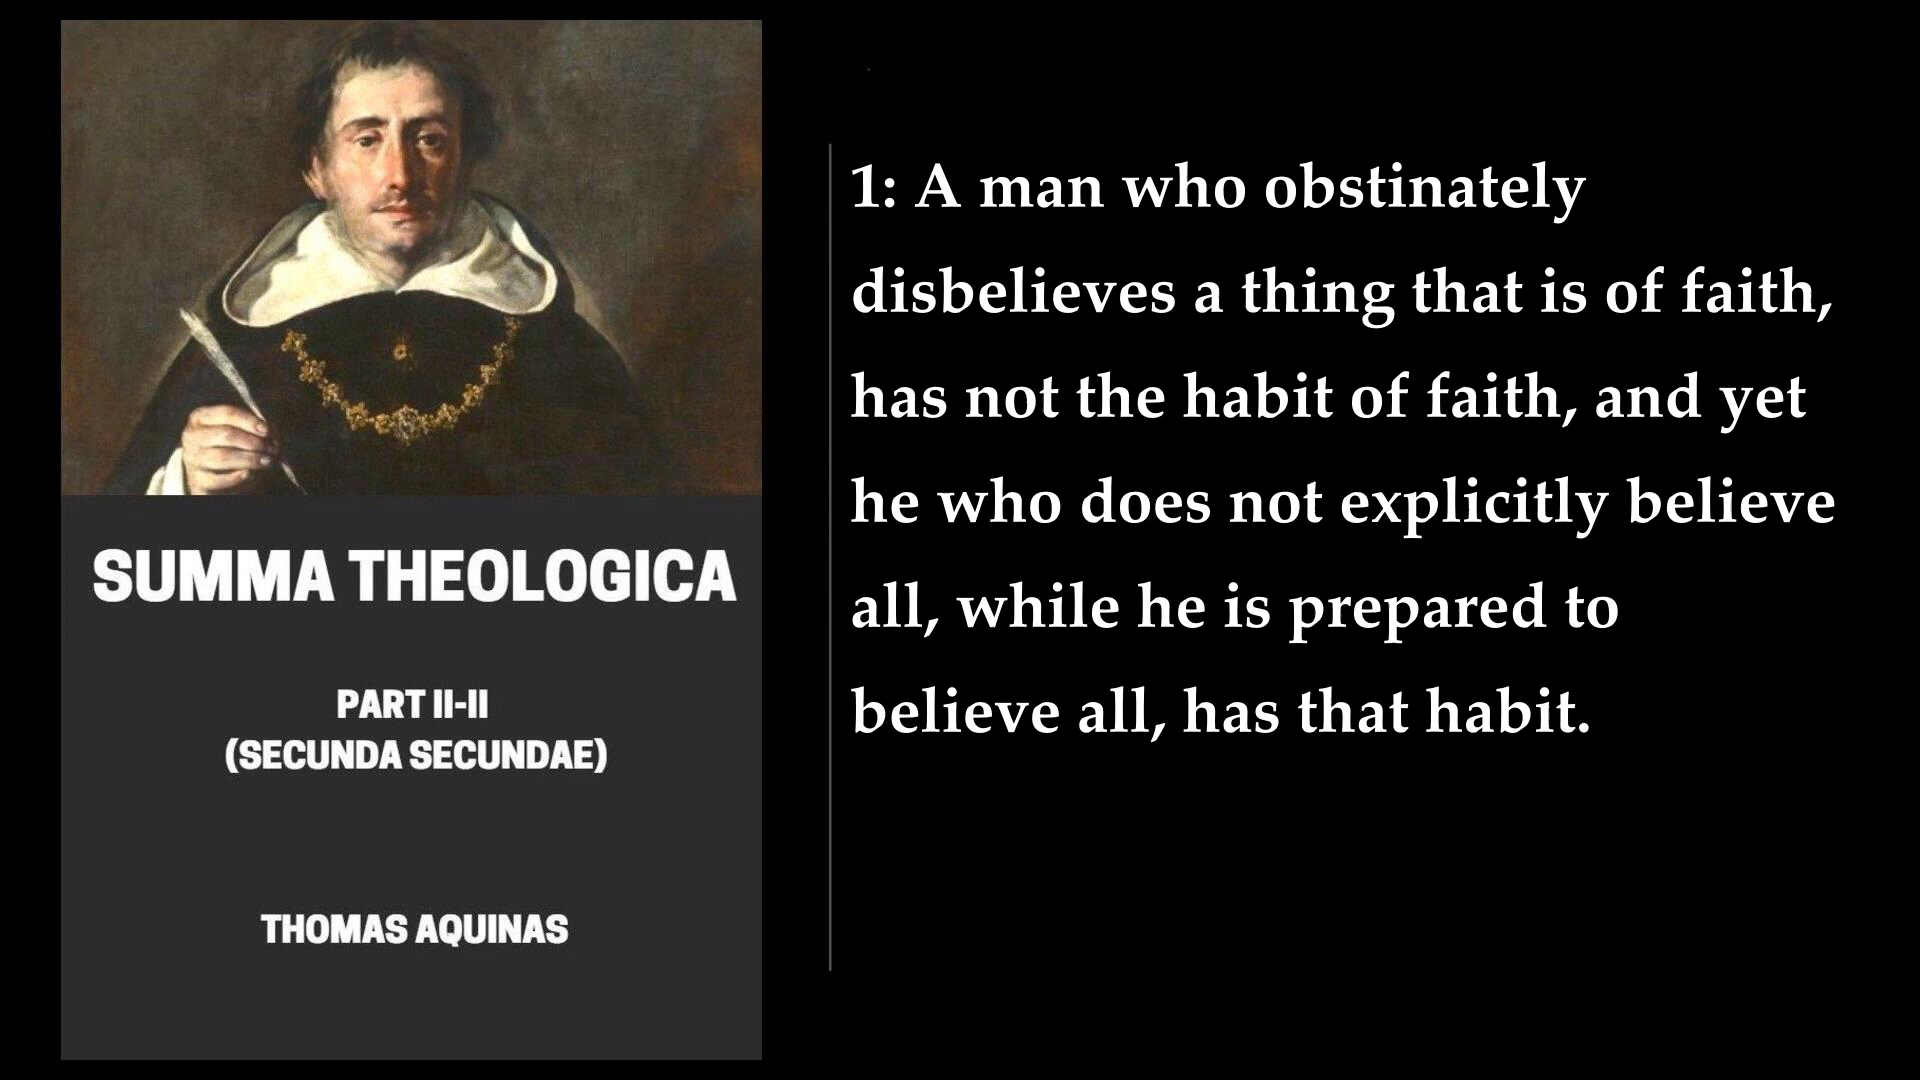 SUMMA THEOLOGICA
PART II-II
(SECUNDA SECUNDAE)
THOMAS AQUINAS
1: A man who obstinately
disbelieves a thing that is of faith,
has not the habit of faith, and yet
he who does not explicitly believe
all, while he is prepared to
believe all, has that habit.